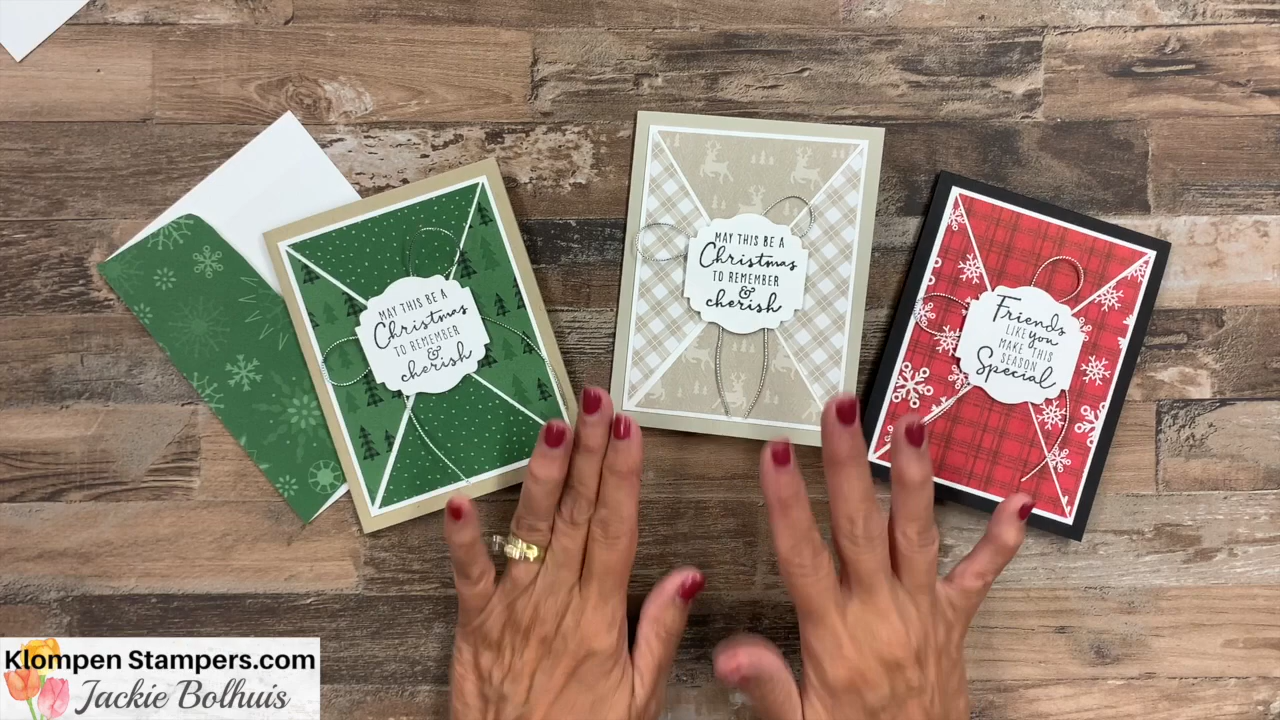 MAY THIS BE A
Christmas
TO REMEMBER
&
cherish
MAY THIS BE A
Christmas
TO REMEMBER
&
cherish
Friends
LIKE you
MAKE THIS
SEASON
Special
Klompen Stampers.com
Jackie Bolhuis